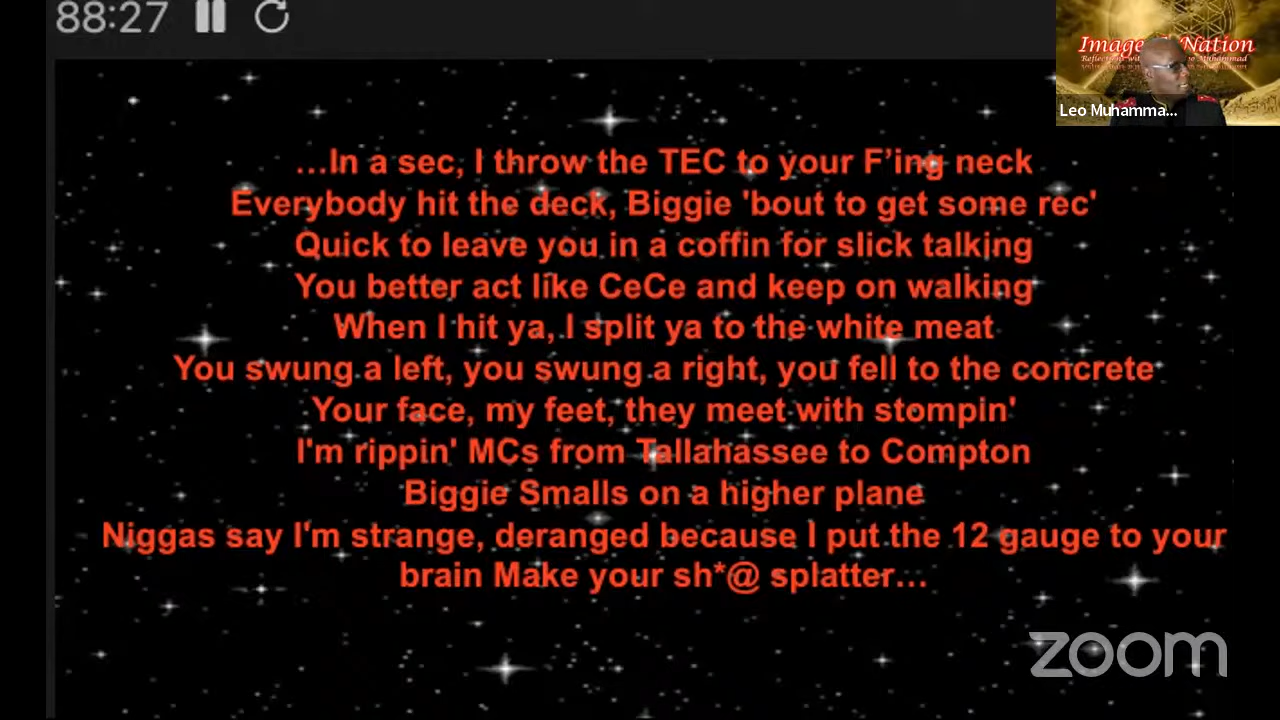 88:27
Image & Nation
Leo Muhamma...
…In a sec, I throw the TEC to your F’ing neck
Everybody hit the deck, Biggie 'bout to get some rec'
Quick to leave you in a coffin for slick talking
You better act like CeCe and keep on walking
When I hit ya, I split ya to the white meat
You swung a left, you swung a right, you fell to the concrete
Your face, my feet, they meet with stompin'
I'm rippin' MCs from Tallahassee to Compton
Biggie Smalls on a higher plane
Niggas say I'm strange, deranged because I put the 12 gauge to your
brain Make your sh*@ splatter…
zoom